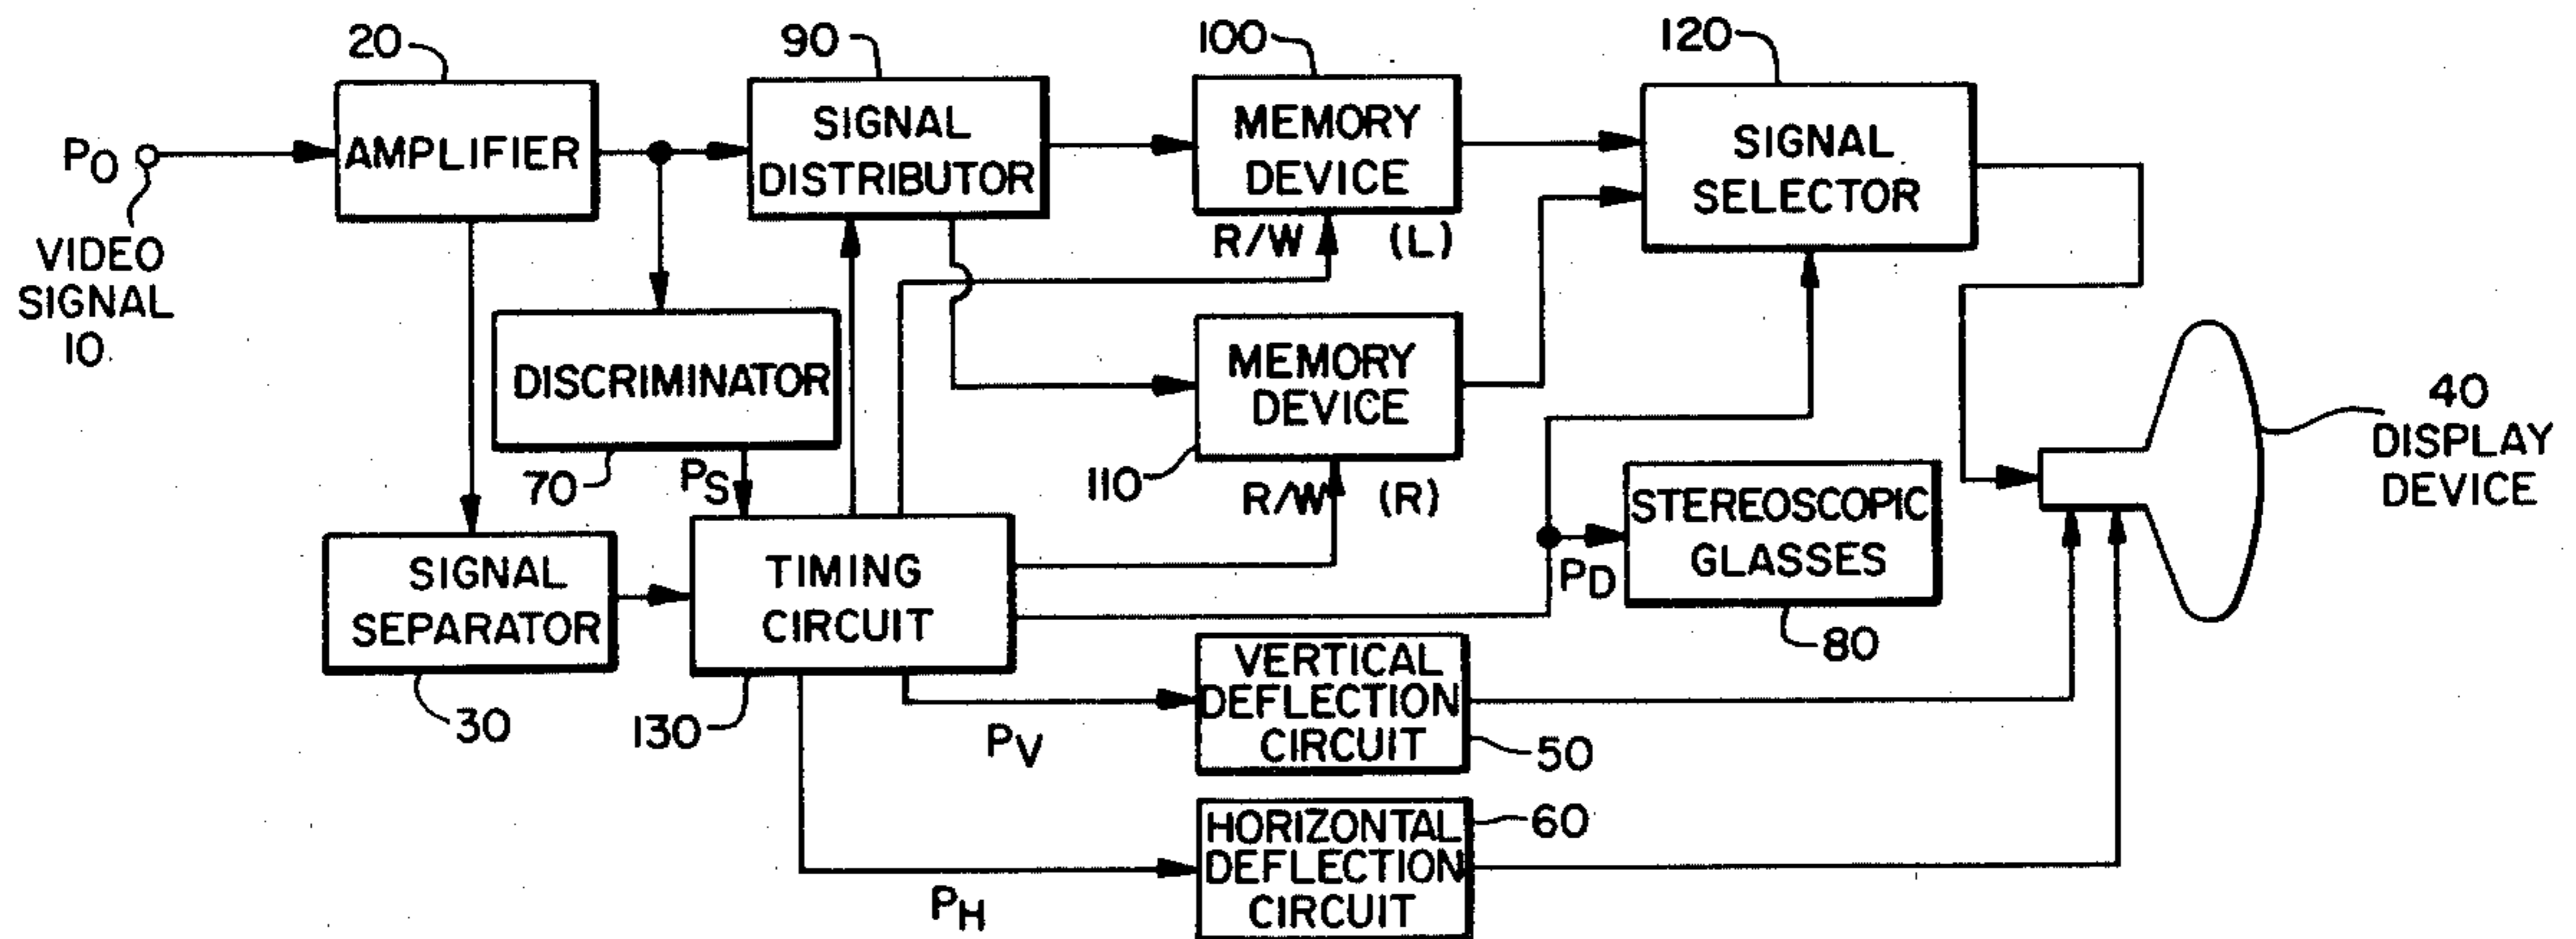 20
90
100
120
PO
AMPLIFIER
SIGNAL
DISTRIBUTOR
MEMORY
DEVICE
SIGNAL
SELECTOR
VIDEO
SIGNAL
10
R/W
(L)
DISCRIMINATOR
MEMORY
DEVICE
40
DISPLAY
DEVICE
70
PS
110
R/W
(R)
STEREOSCOPIC
GLASSES
SIGNAL
SEPARATOR
TIMING
CIRCUIT
PD
80
30
130
PV
VERTICAL
DEFLECTION
CIRCUIT
50
PH
HORIZONTAL
DEFLECTION
CIRCUIT
60